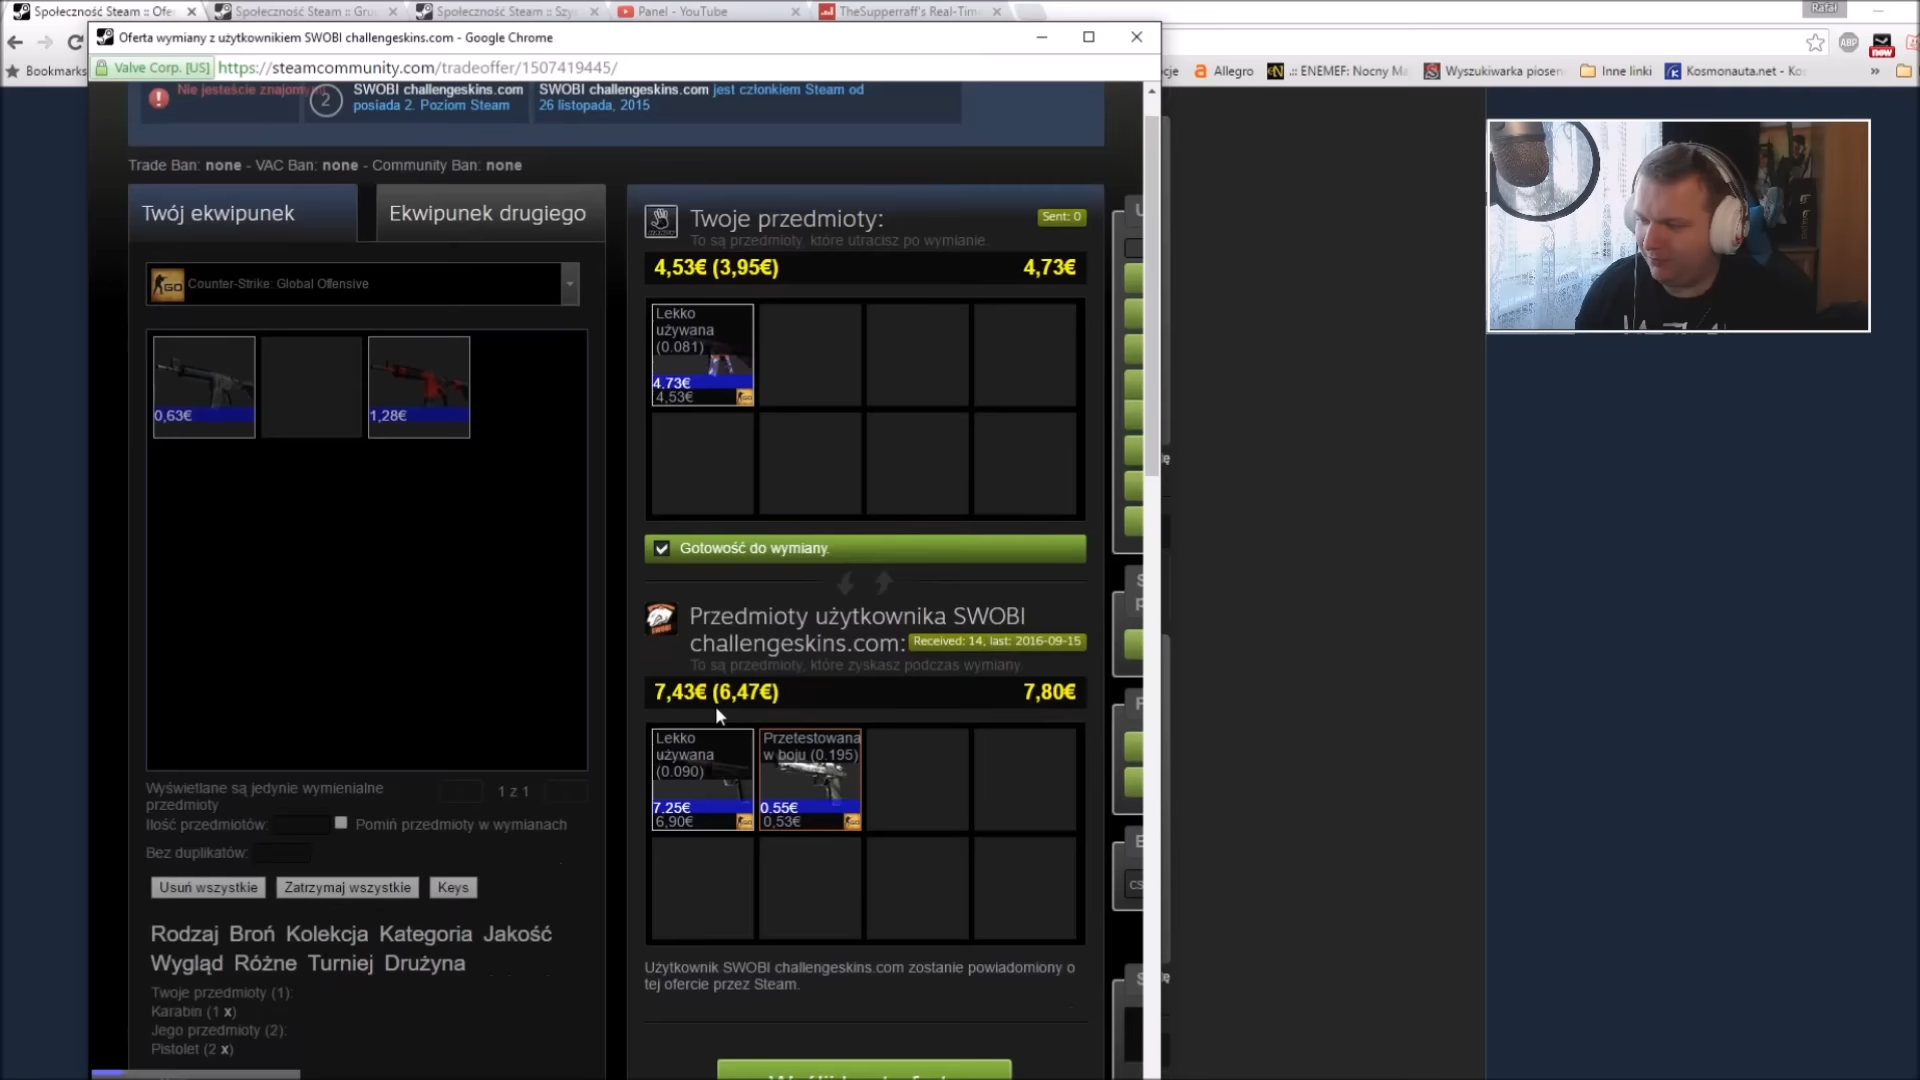 Społeczność Steam :: Ofe
Społeczność Steam :: Gru
Społeczność Steam :: Szy
Panel - YouTube
TheSupperraff's Real-Tim
Rafał
Oferta wymiany z użytkownikiem SWOBI challengeskins.com - Google Chrome
Bookmarks
Valve Corp. [US]
https://steamcommunity.com/tradeoffer/1507419445/
Allegro
.:: ENEMEF: Nocny Ma
Wyszukiwarka piosen
Inne linki
Kosmonauta.net - Ko
ABP
now
Nie jesteście znajomy
2
SWOBI challengeskins.com
posiada 2. Poziom Steam
SWOBI challengeskins.com jest członkiem Steam od
26 listopada, 2015
Trade Ban: none - VAC Ban: none - Community Ban: none
Twój ekwipunek
Ekwipunek drugiego
Counter-Strike: Global Offensive
0,63€
1,28€
Wyświetlane są jedynie wymienialne
przedmioty
1 z 1
Ilość przedmiotów:
Pomiń przedmioty w wymianach
Bez duplikatów:
Usuń wszystkie
Zatrzymaj wszystkie
Keys
Rodzaj Broń Kolekcja Kategoria Jakość
Wygląd Różne Turniej Drużyna
Twoje przedmioty (1):
Karabin (1 x)
Jego przedmioty (2):
Pistolet (2 x)
Twoje przedmioty:
Sent: 0
To są przedmioty, które utracisz po wymianie.
4,53€ (3,95€)
4,73€
Lekko
używana
(0.081)
4.73€
4,53€
Gotowość do wymiany.
Przedmioty użytkownika SWOBI
challengeskins.com:
Received: 14, last: 2016-09-15
To są przedmioty, które zyskasz podczas wymiany
7,43€ (6,47€)
7,80€
Lekko
używana
(0.090)
7.25€
6,90€
Przetestowana
w boju (0.195)
0.55€
0,53€
Użytkownik SWOBI challengeskins.com zostanie powiadomiony o
tej ofercie przez Steam.